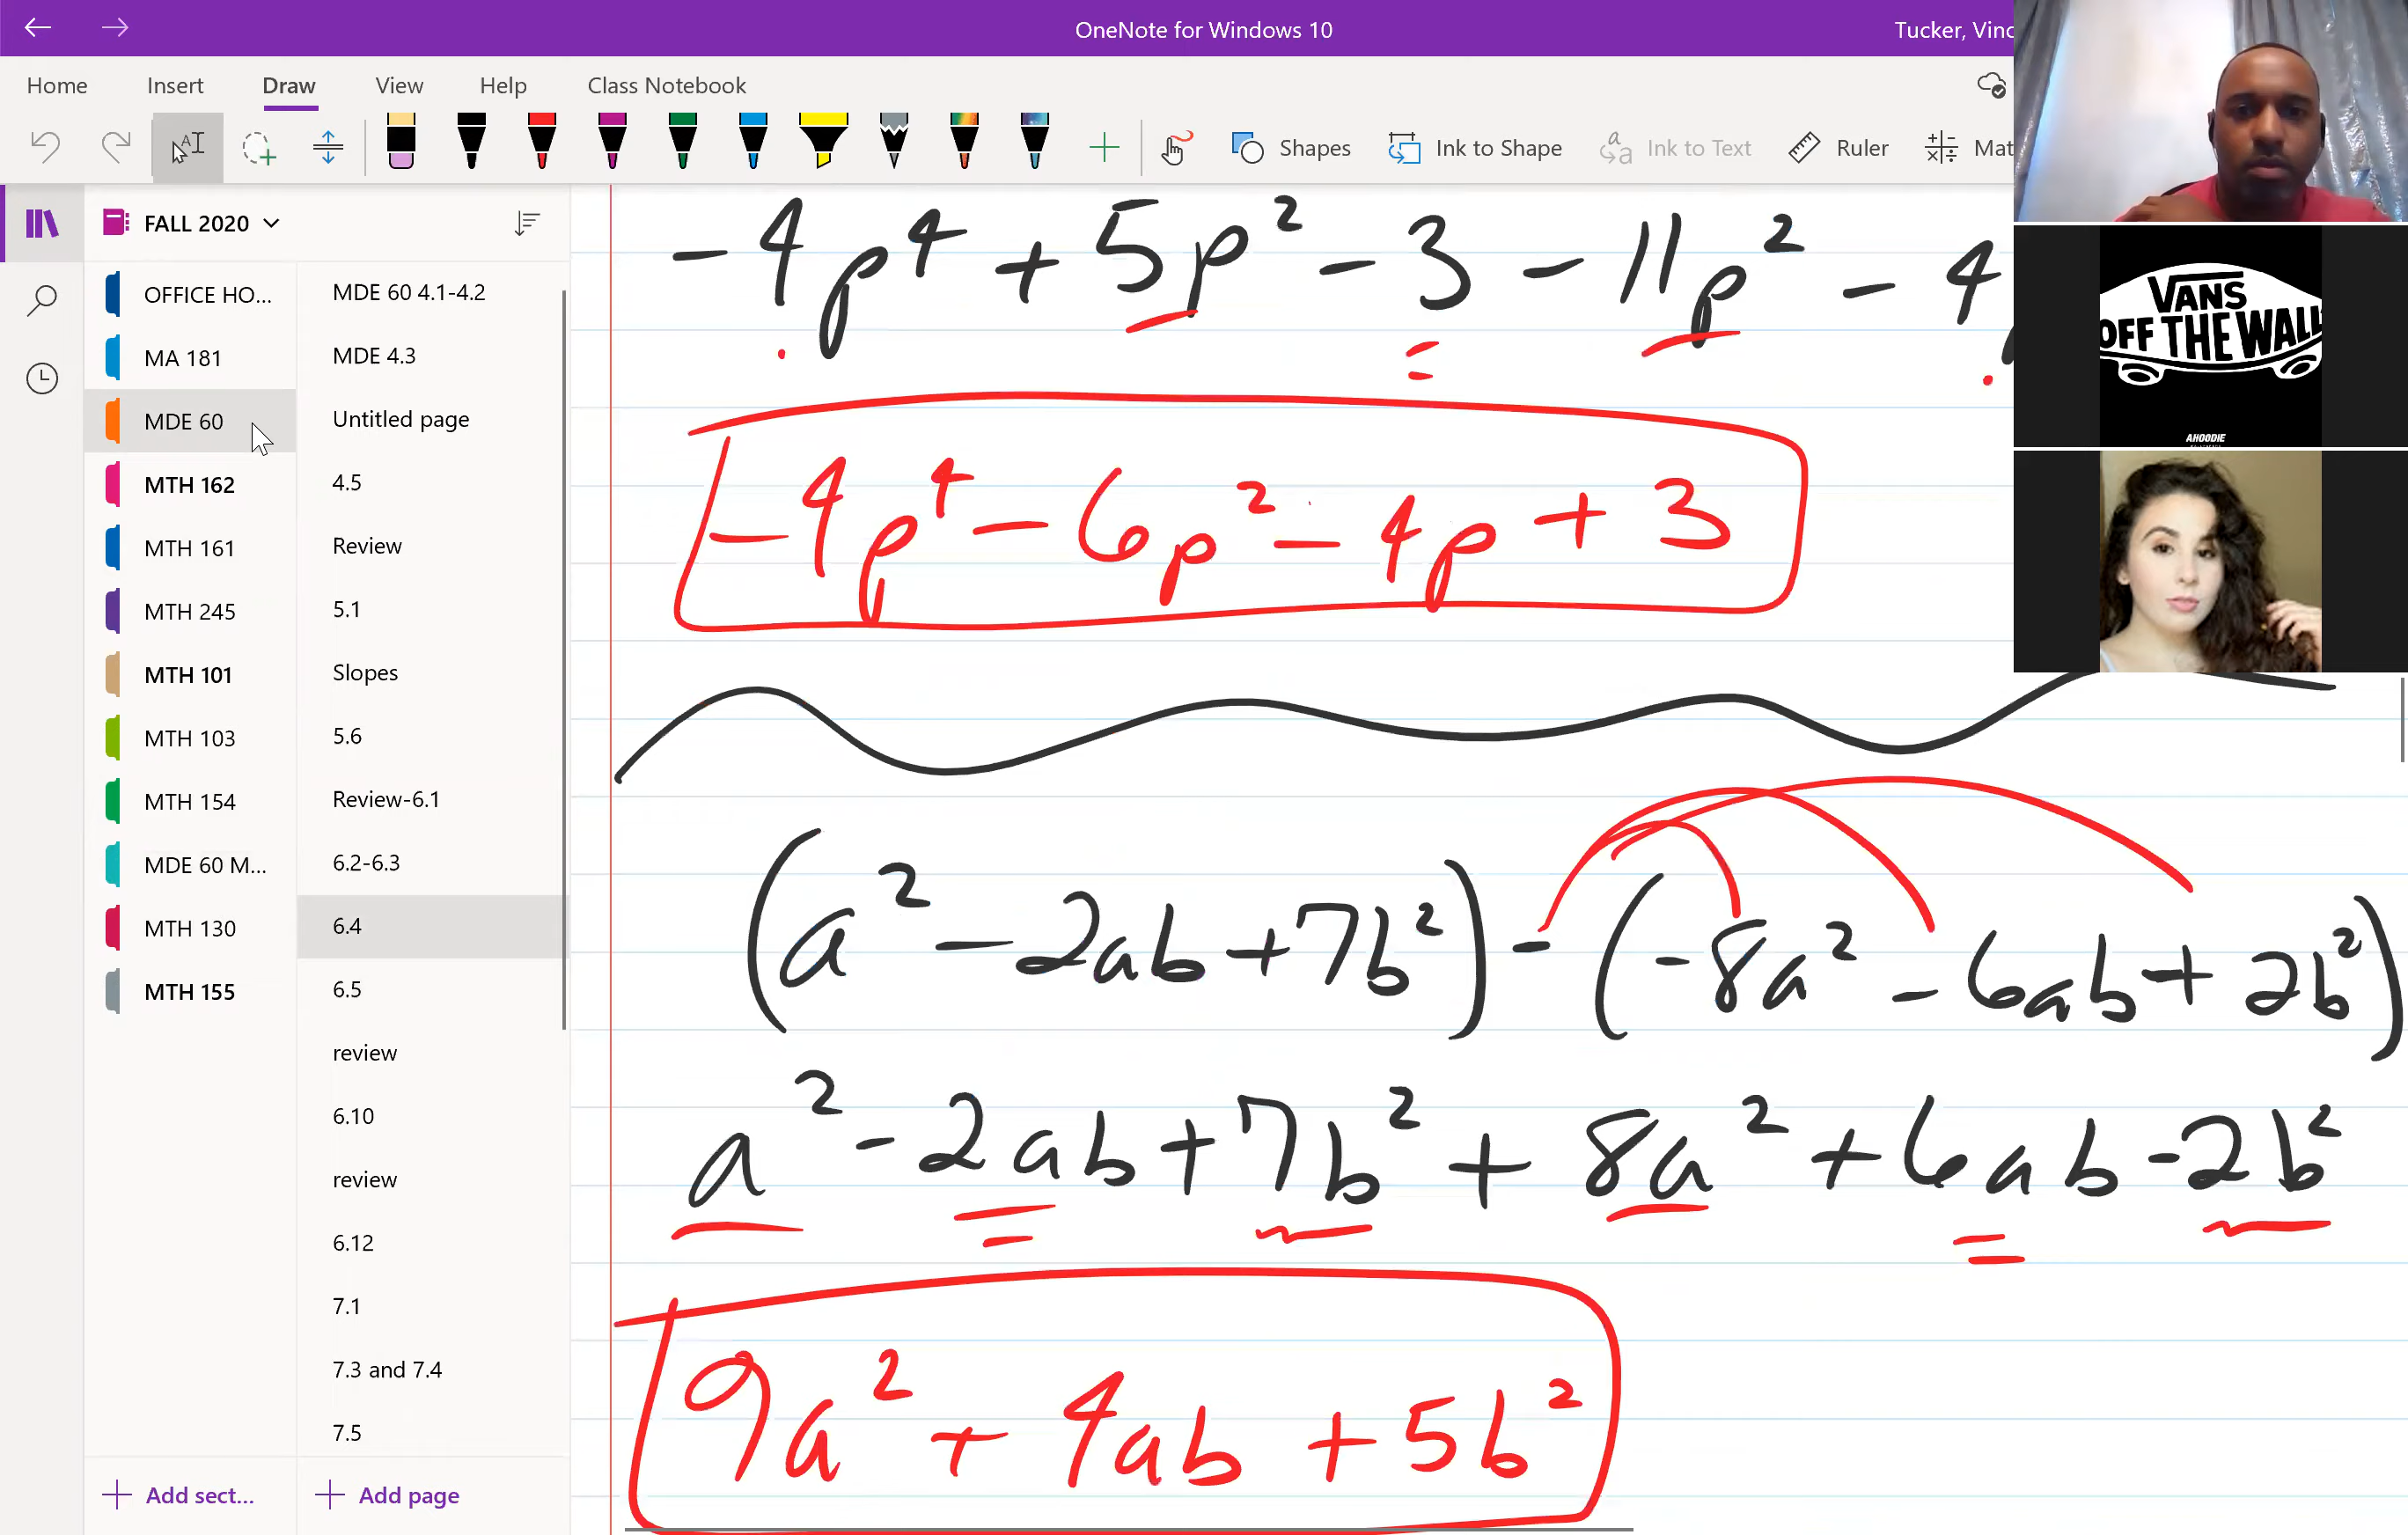 OneNote for Windows 10
Tucker, Vinc
Home Insert Draw View Help Class Notebook
Shapes Ink to Shape Ink to Text Ruler Mat
FALL 2020
OFFICE HO...
MA 181
MDE 60
MTH 162
MTH 161
MTH 245
MTH 101
MTH 103
MTH 154
MDE 60 M...
MTH 130
MTH 155
Add sect...
MDE 60 4.1-4.2
MDE 4.3
Untitled page
4.5
Review
5.1
Slopes
5.6
Review-6.1
6.2-6.3
6.4
6.5
review
6.10
review
6.12
7.1
7.3 and 7.4
7.5
Add page
-4p⁴ + 5p² - 3 - 11p² - 4
-4p⁴ - 6p² - 4p + 3
(a² - 2ab + 7b²) - (-8a² - 6ab + 2b²)
a² - 2ab + 7b² + 8a² + 6ab - 2b²
9a² + 4ab + 5b²
VANS
OFF THE WALL
AHOODIE